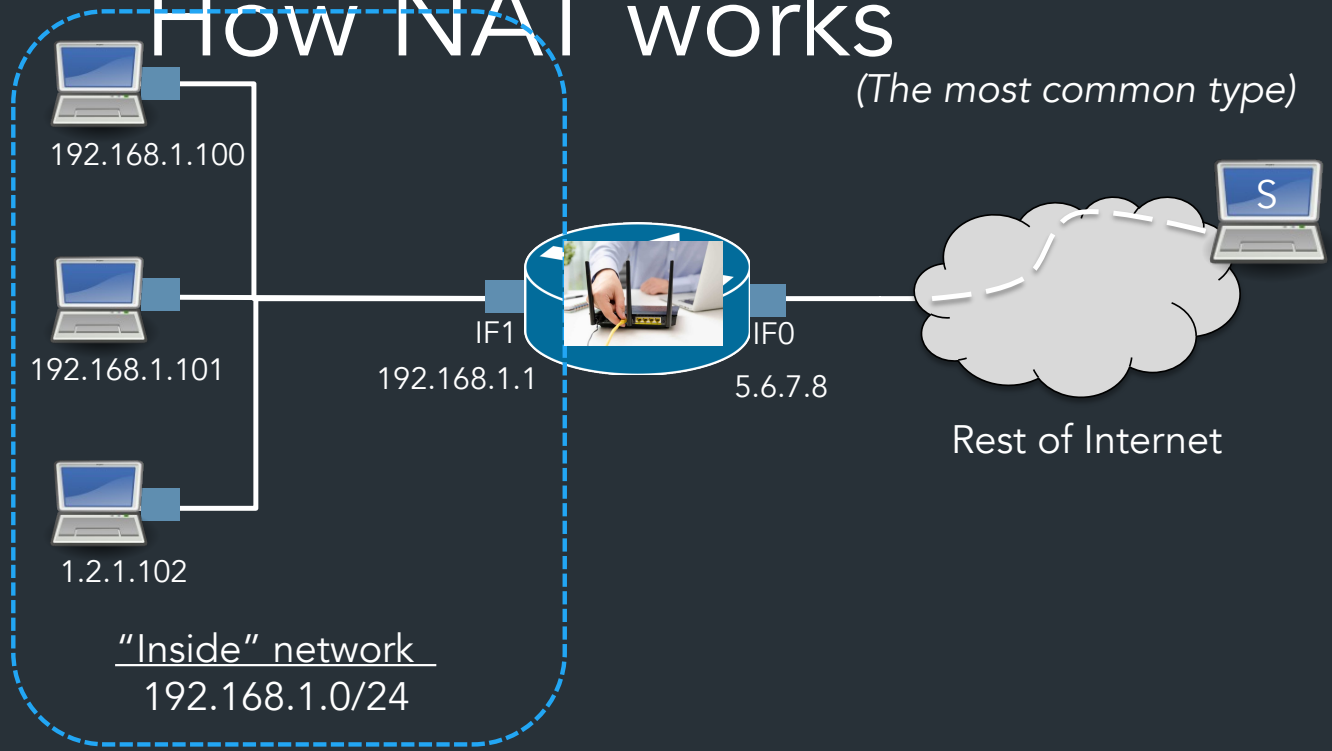 How NAT works
(The most common type)
192.168.1.100
S
IF1
IF0
192.168.1.101
192.168.1.1
5.6.7.8
Rest of Internet
1.2.1.102
“Inside” network
192.168.1.0/24